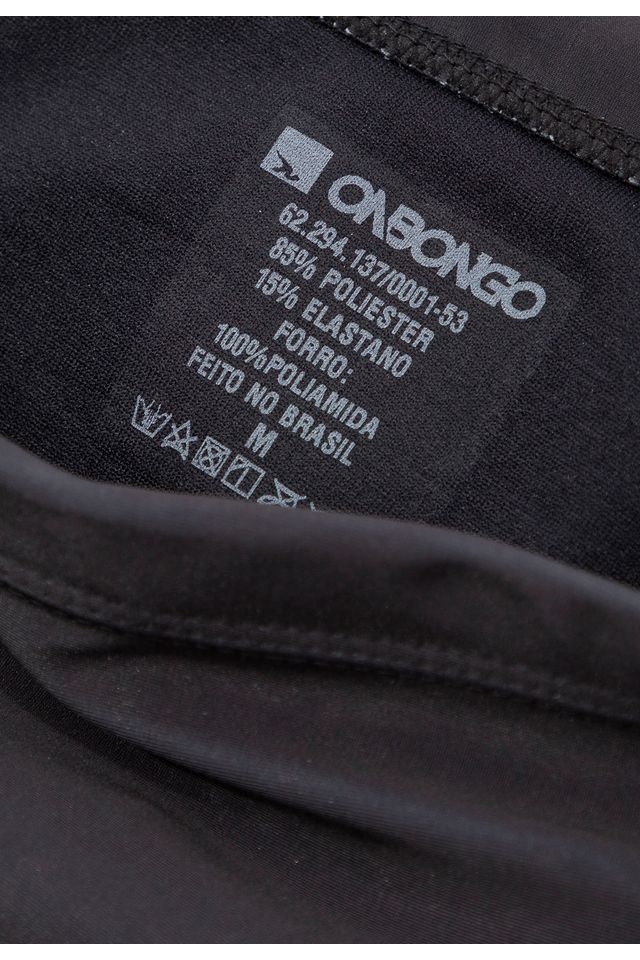 ONBONGO
62.294.137/0001-53
85% POLIESTER
15% ELASTANO
FORRO:
100%POLIAMIDA
FEITO NO BRASIL
M